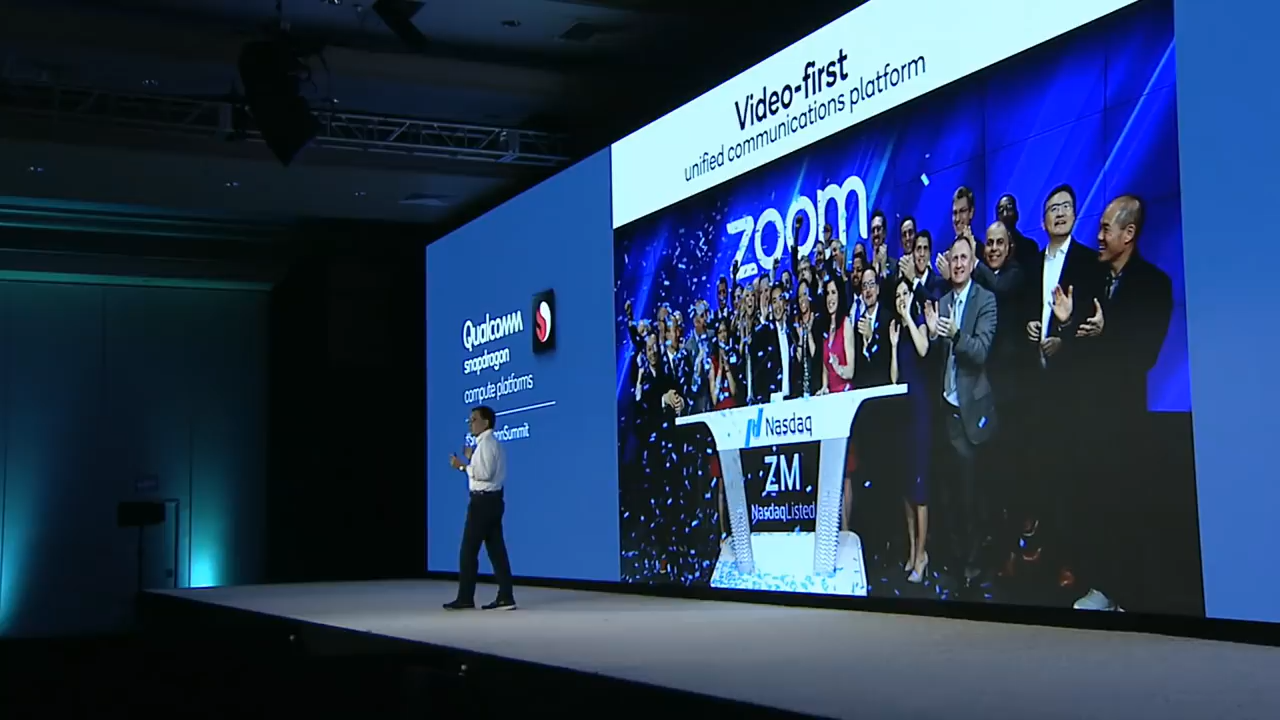 Video-first
unified communications platform
zoom
Qualcomm
snapdragon
compute platforms
Nasdaq
ZM
NasdaqListed